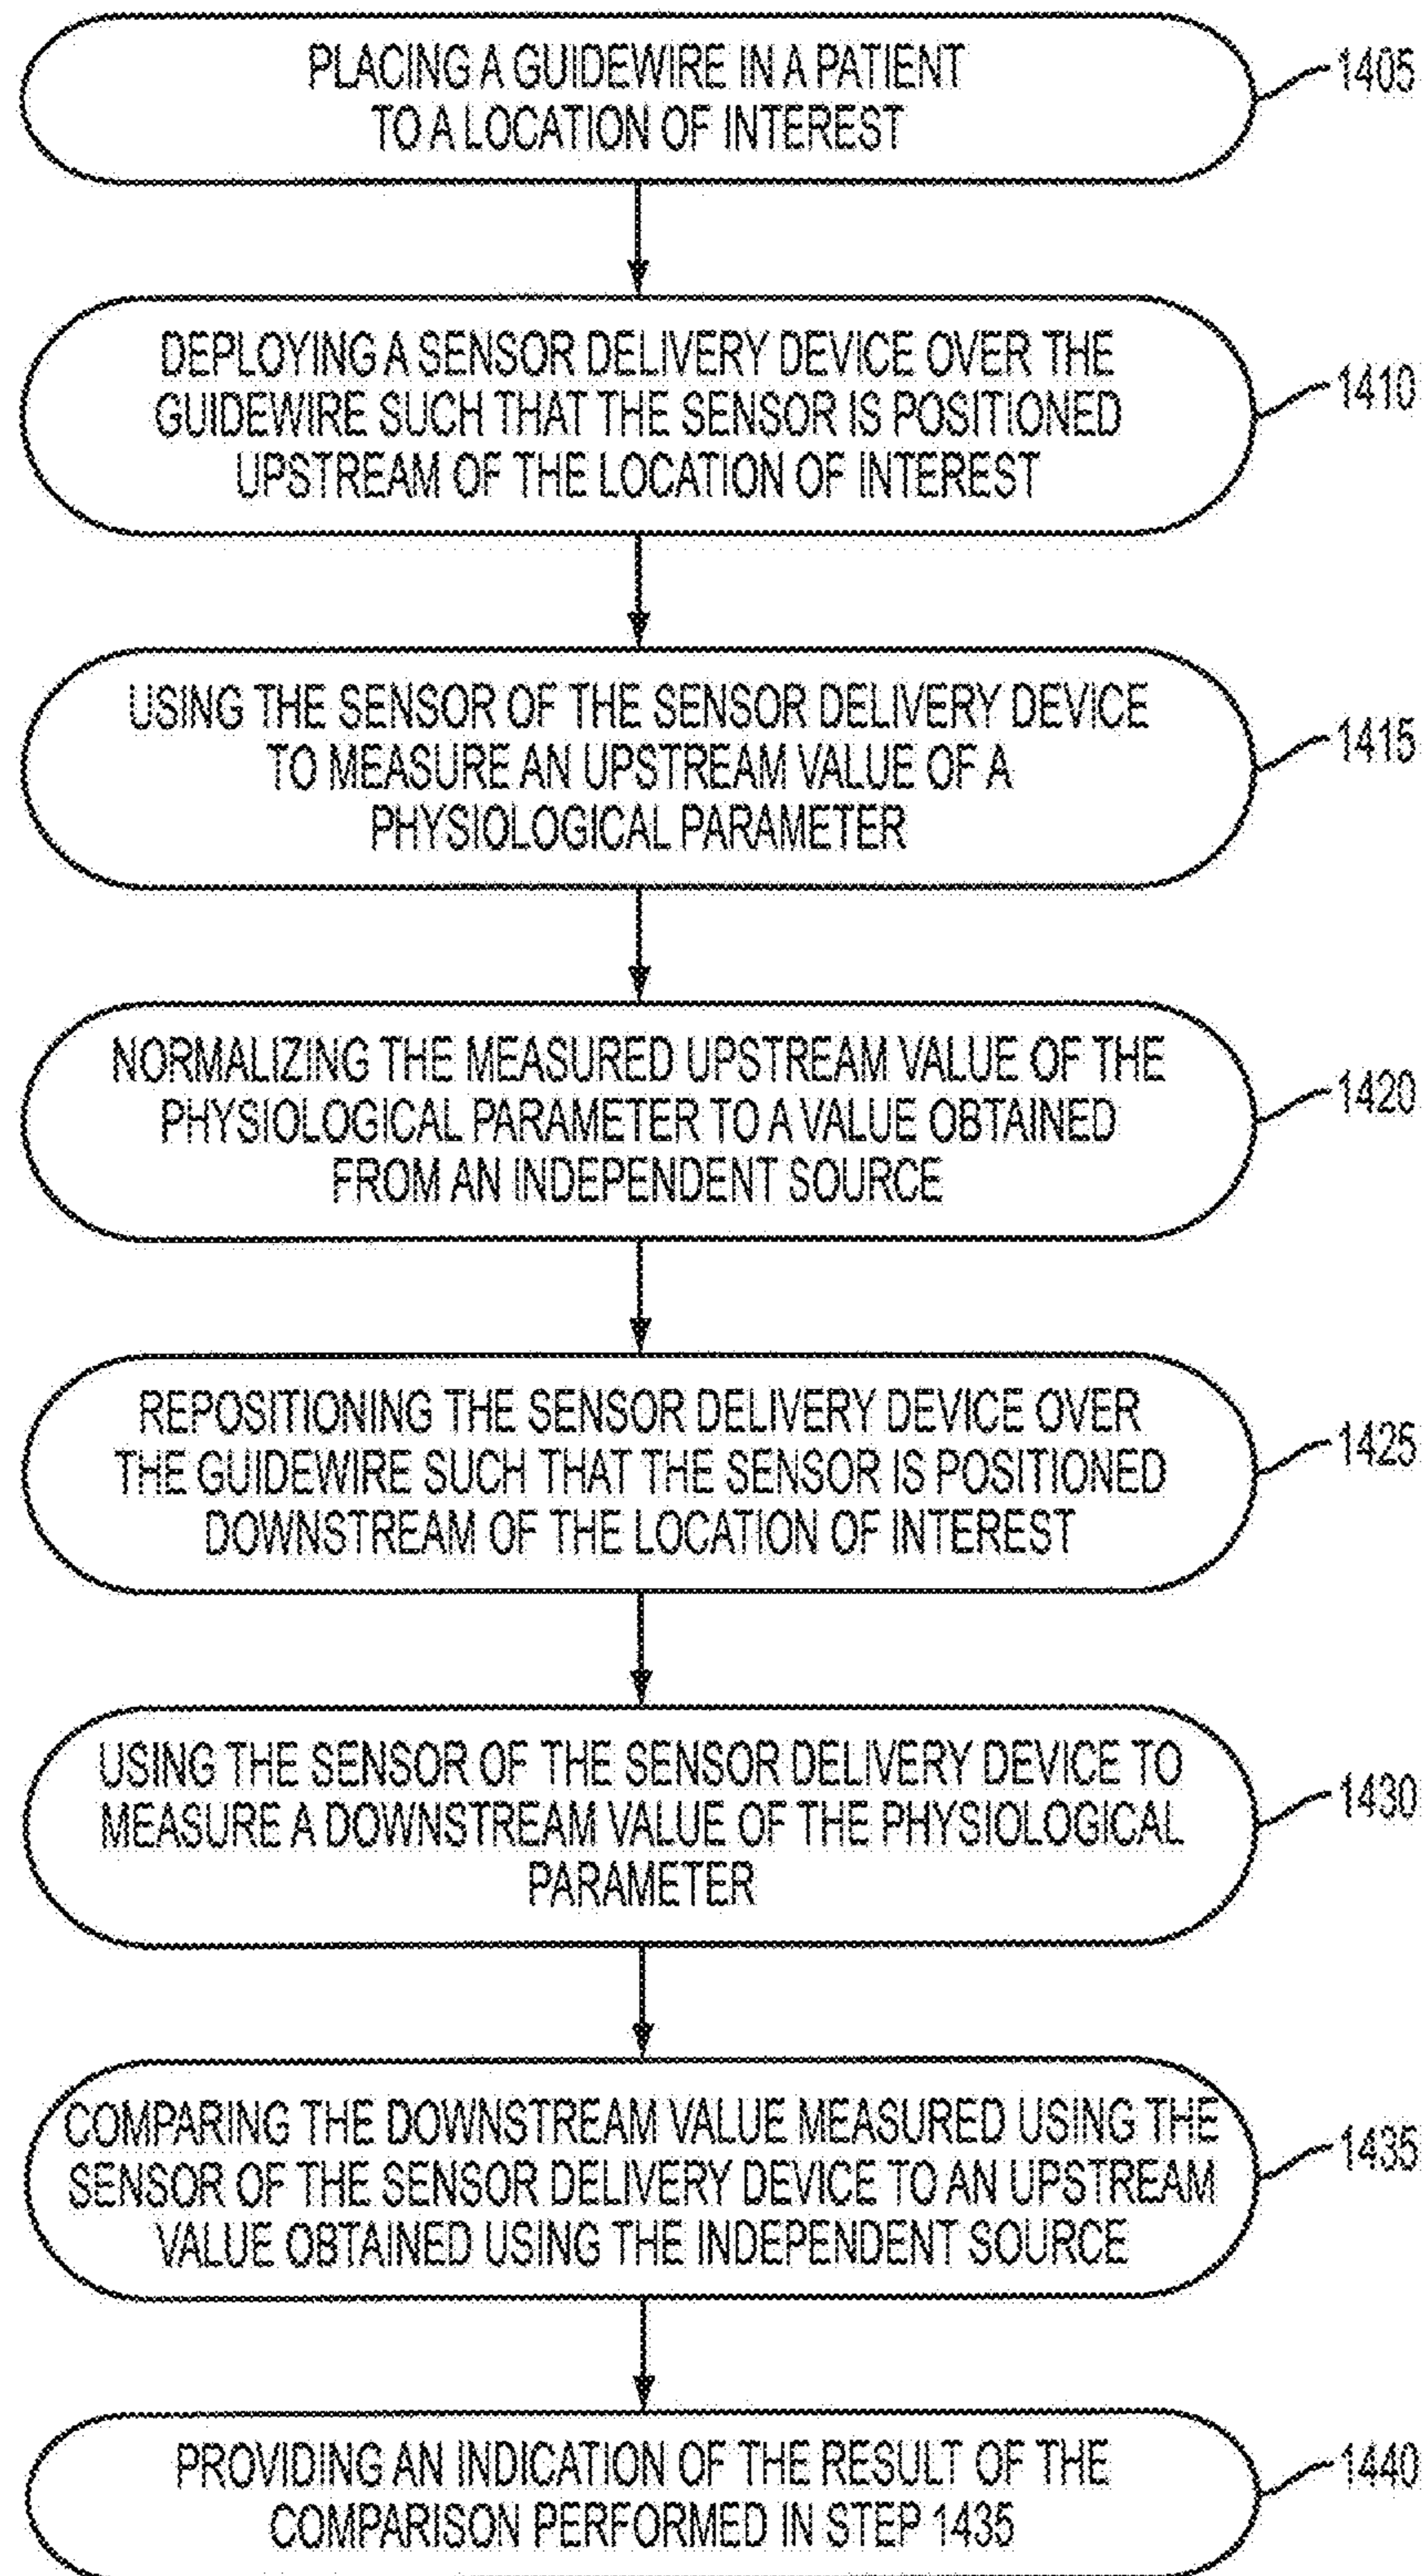 PLACING A GUIDEWIRE IN A PATIENT
TO A LOCATION OF INTEREST
1405
DEPLOYING A SENSOR DELIVERY DEVICE OVER THE
GUIDEWIRE SUCH THAT THE SENSOR IS POSITIONED
UPSTREAM OF THE LOCATION OF INTEREST
1410
USING THE SENSOR OF THE SENSOR DELIVERY DEVICE
TO MEASURE AN UPSTREAM VALUE OF A
PHYSIOLOGICAL PARAMETER
1415
NORMALIZING THE MEASURED UPSTREAM VALUE OF THE
PHYSIOLOGICAL PARAMETER TO A VALUE OBTAINED
FROM AN INDEPENDENT SOURCE
1420
REPOSITIONING THE SENSOR DELIVERY DEVICE OVER
THE GUIDEWIRE SUCH THAT THE SENSOR IS POSITIONED
DOWNSTREAM OF THE LOCATION OF INTEREST
1425
USING THE SENSOR OF THE SENSOR DELIVERY DEVICE TO
MEASURE A DOWNSTREAM VALUE OF THE PHYSIOLOGICAL
PARAMETER
1430
COMPARING THE DOWNSTREAM VALUE MEASURED USING THE
SENSOR OF THE SENSOR DELIVERY DEVICE TO AN UPSTREAM
VALUE OBTAINED USING THE INDEPENDENT SOURCE
1435
PROVIDING AN INDICATION OF THE RESULT OF THE
COMPARISON PERFORMED IN STEP 1435
1440